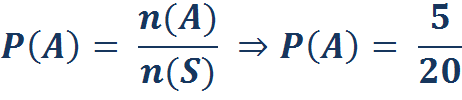 P(A) = n(A)/n(S) ⇒ P(A) = 5/20